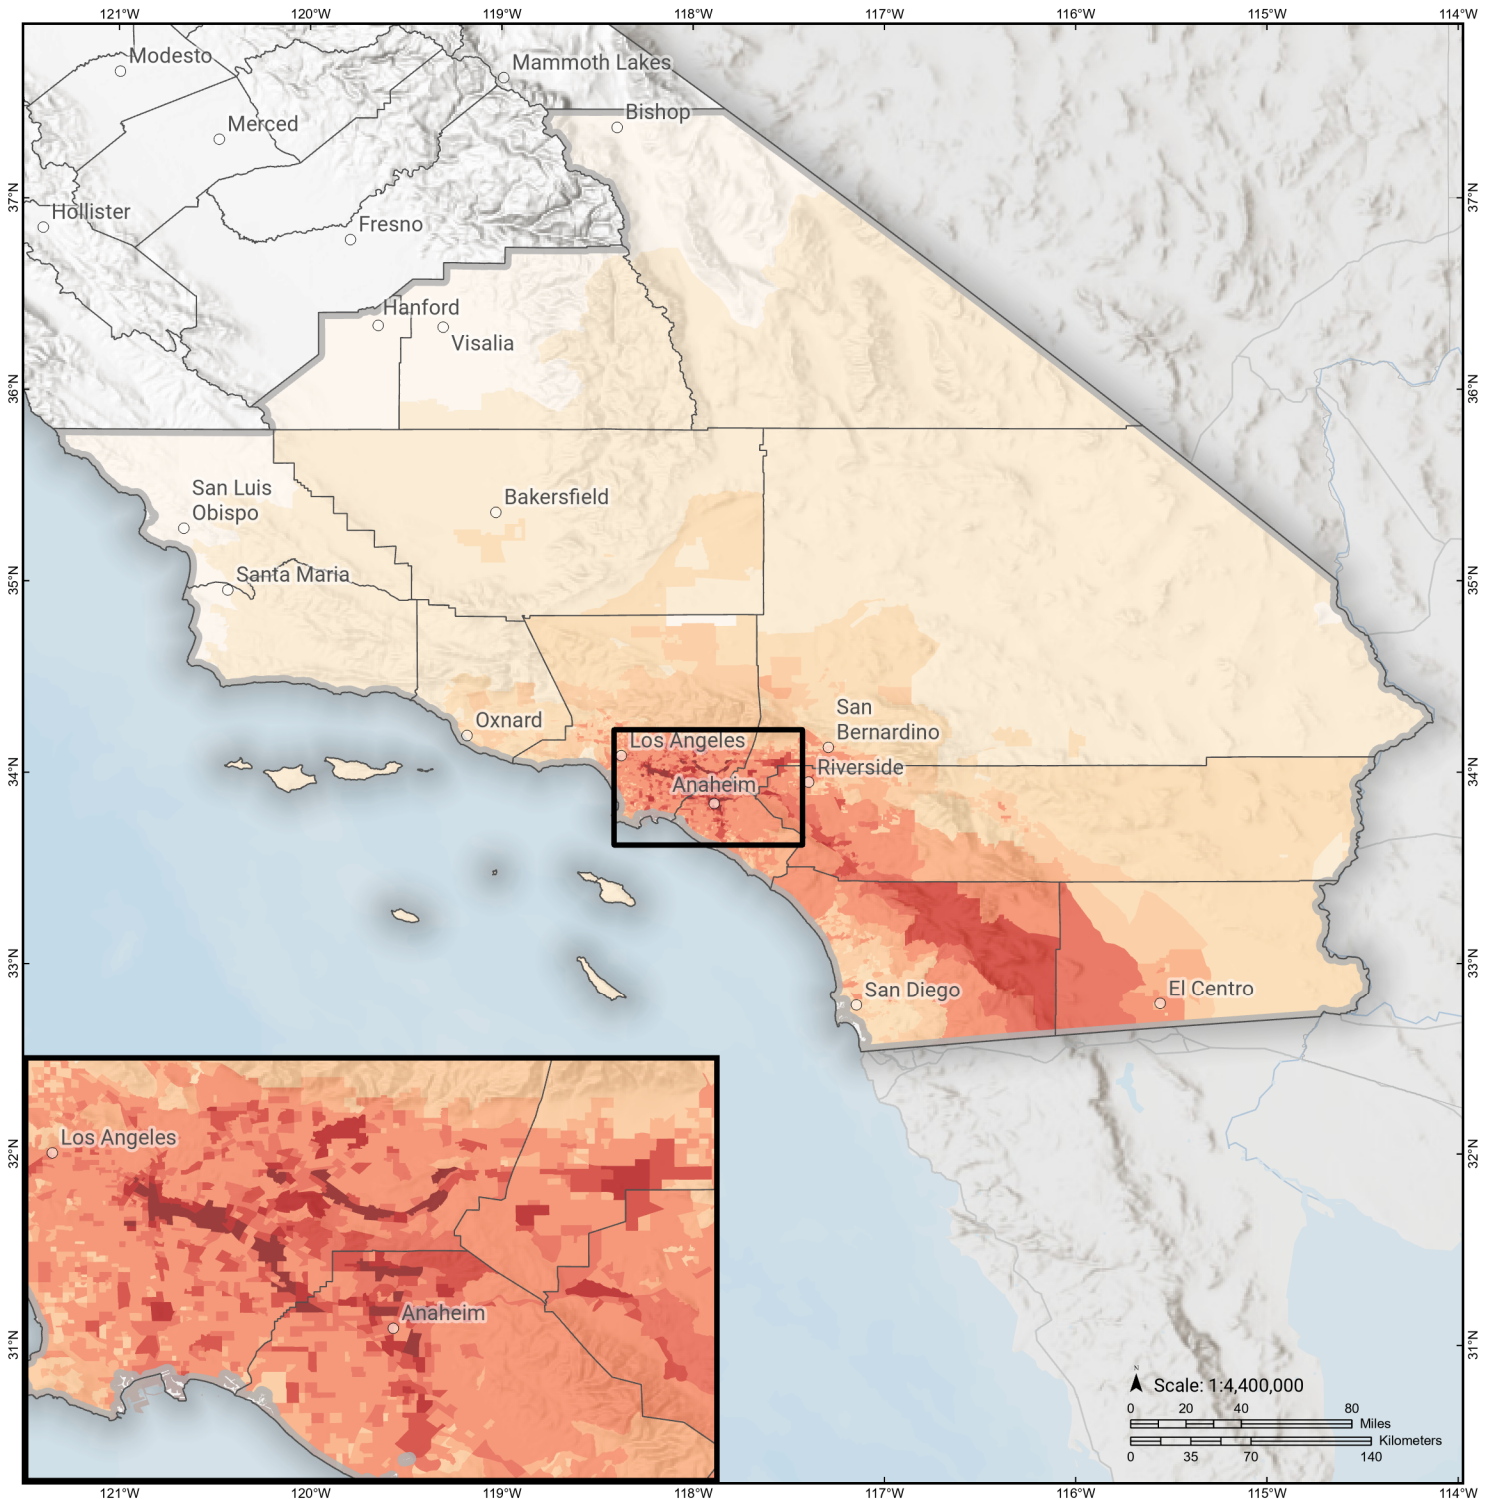 121°W 120°W 119°W 118°W 117°W 116°W 115°W 114°W
Modesto
Mammoth Lakes
Bishop
Merced
37°N
37°N
Hollister
Fresno
Hanford
Visalia
36°N
36°N
San Luis
Obispo
Bakersfield
35°N
35°N
Santa Maria
Oxnard
San
Bernardino
Los Angeles
Riverside
34°N
34°N
Anaheim
33°N
33°N
San Diego
El Centro
Los Angeles
32°N
32°N
Anaheim
31°N
31°N
N
Scale: 1:4,400,000
0 20 40 80
Miles
Kilometers
0 35 70 140
121°W 120°W 119°W 118°W 117°W 116°W 115°W 114°W